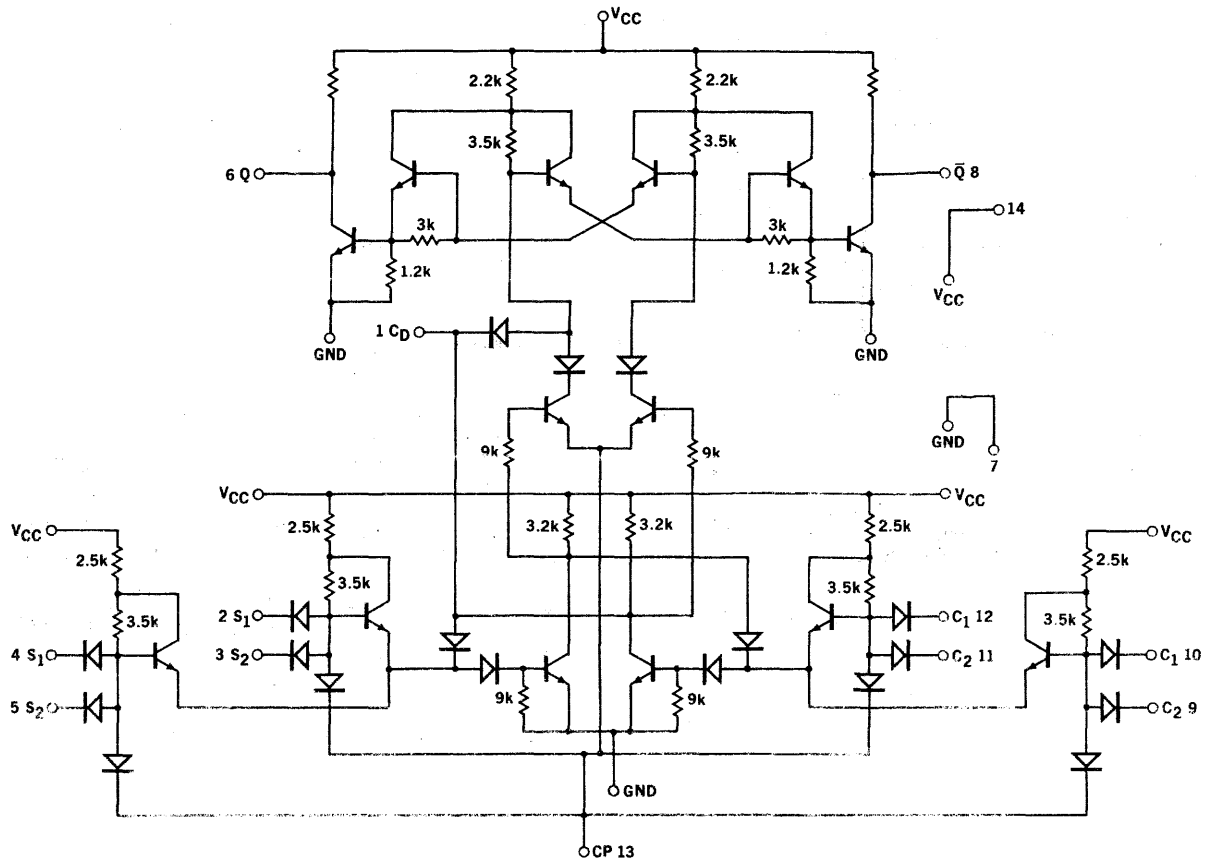 VCC
2.2k
2.2k
3.5k
3.5k
6 Q
Q̄ 8
14
3k
3k
1.2k
1.2k
VCC
GND
GND
1 CD
GND
7
9k
9k
VCC
VCC
VCC
VCC
2.5k
3.2k
3.2k
2.5k
2.5k
2.5k
3.5k
3.5k
2 S1
C1 12
3.5k
3.5k
4 S1
3 S2
C2 11
C1 10
5 S2
9k
9k
C2 9
GND
CP 13